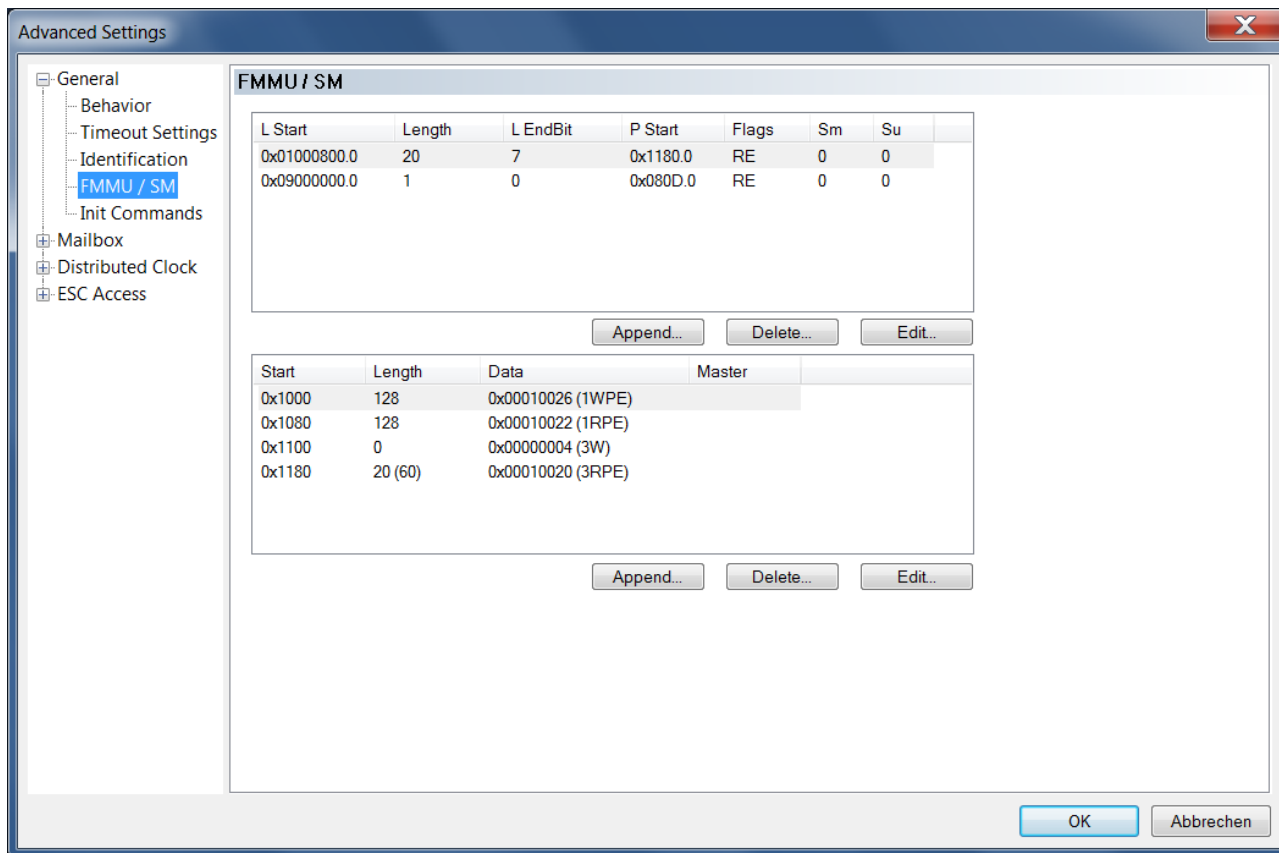 Advanced Settings
General
Behavior
Timeout Settings
Identification
FMMU / SM
Init Commands
Mailbox
Distributed Clock
ESC Access
FMMU / SM
L Start Length L EndBit P Start Flags Sm Su
0x01000800.0 20 7 0x1180.0 RE 0 0
0x09000000.0 1 0 0x080D.0 RE 0 0
Append... Delete... Edit...
Start Length Data Master
0x1000 128 0x00010026 (1WPE)
0x1080 128 0x00010022 (1RPE)
0x1100 0 0x00000004 (3W)
0x1180 20 (60) 0x00010020 (3RPE)
Append... Delete... Edit...
OK Abbrechen